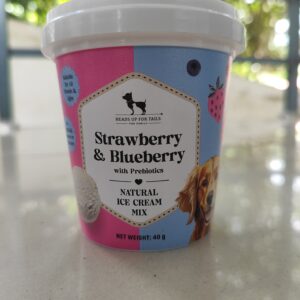 HEADS UP FOR TAILS
Strawberry
& Blueberry
with Prebiotics
NATURAL
ICE CREAM
MIX
NET WEIGHT: 40 g